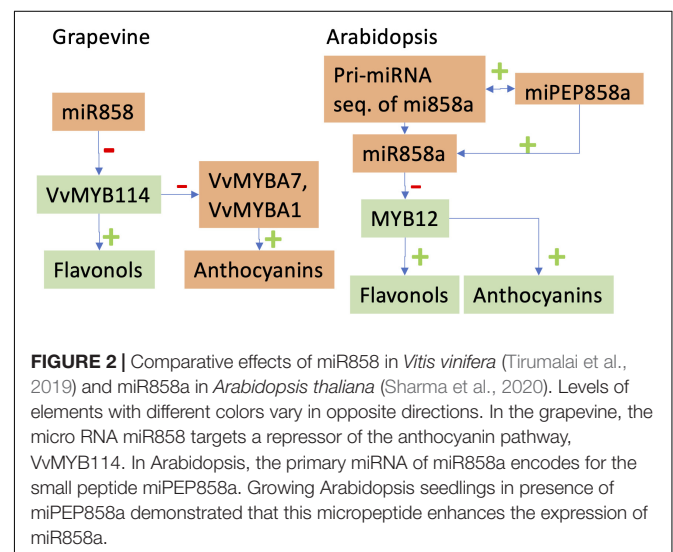 Grapevine
miR858
-
VvMYB114
-
VvMYBA7,
VvMYBA1
+
+
Flavonols
Anthocyanins
Arabidopsis
Pri-miRNA
seq. of mi858a
+
miPEP858a
+
miR858a
-
MYB12
+
+
Flavonols
Anthocyanins
FIGURE 2 | Comparative effects of miR858 in Vitis vinifera (Tirumalai et al.,
2019) and miR858a in Arabidopsis thaliana (Sharma et al., 2020). Levels of
elements with different colors vary in opposite directions. In the grapevine, the
micro RNA miR858 targets a repressor of the anthocyanin pathway,
VvMYB114. In Arabidopsis, the primary miRNA of miR858a encodes for the
small peptide miPEP858a. Growing Arabidopsis seedlings in presence of
miPEP858a demonstrated that this micropeptide enhances the expression of
miR858a.